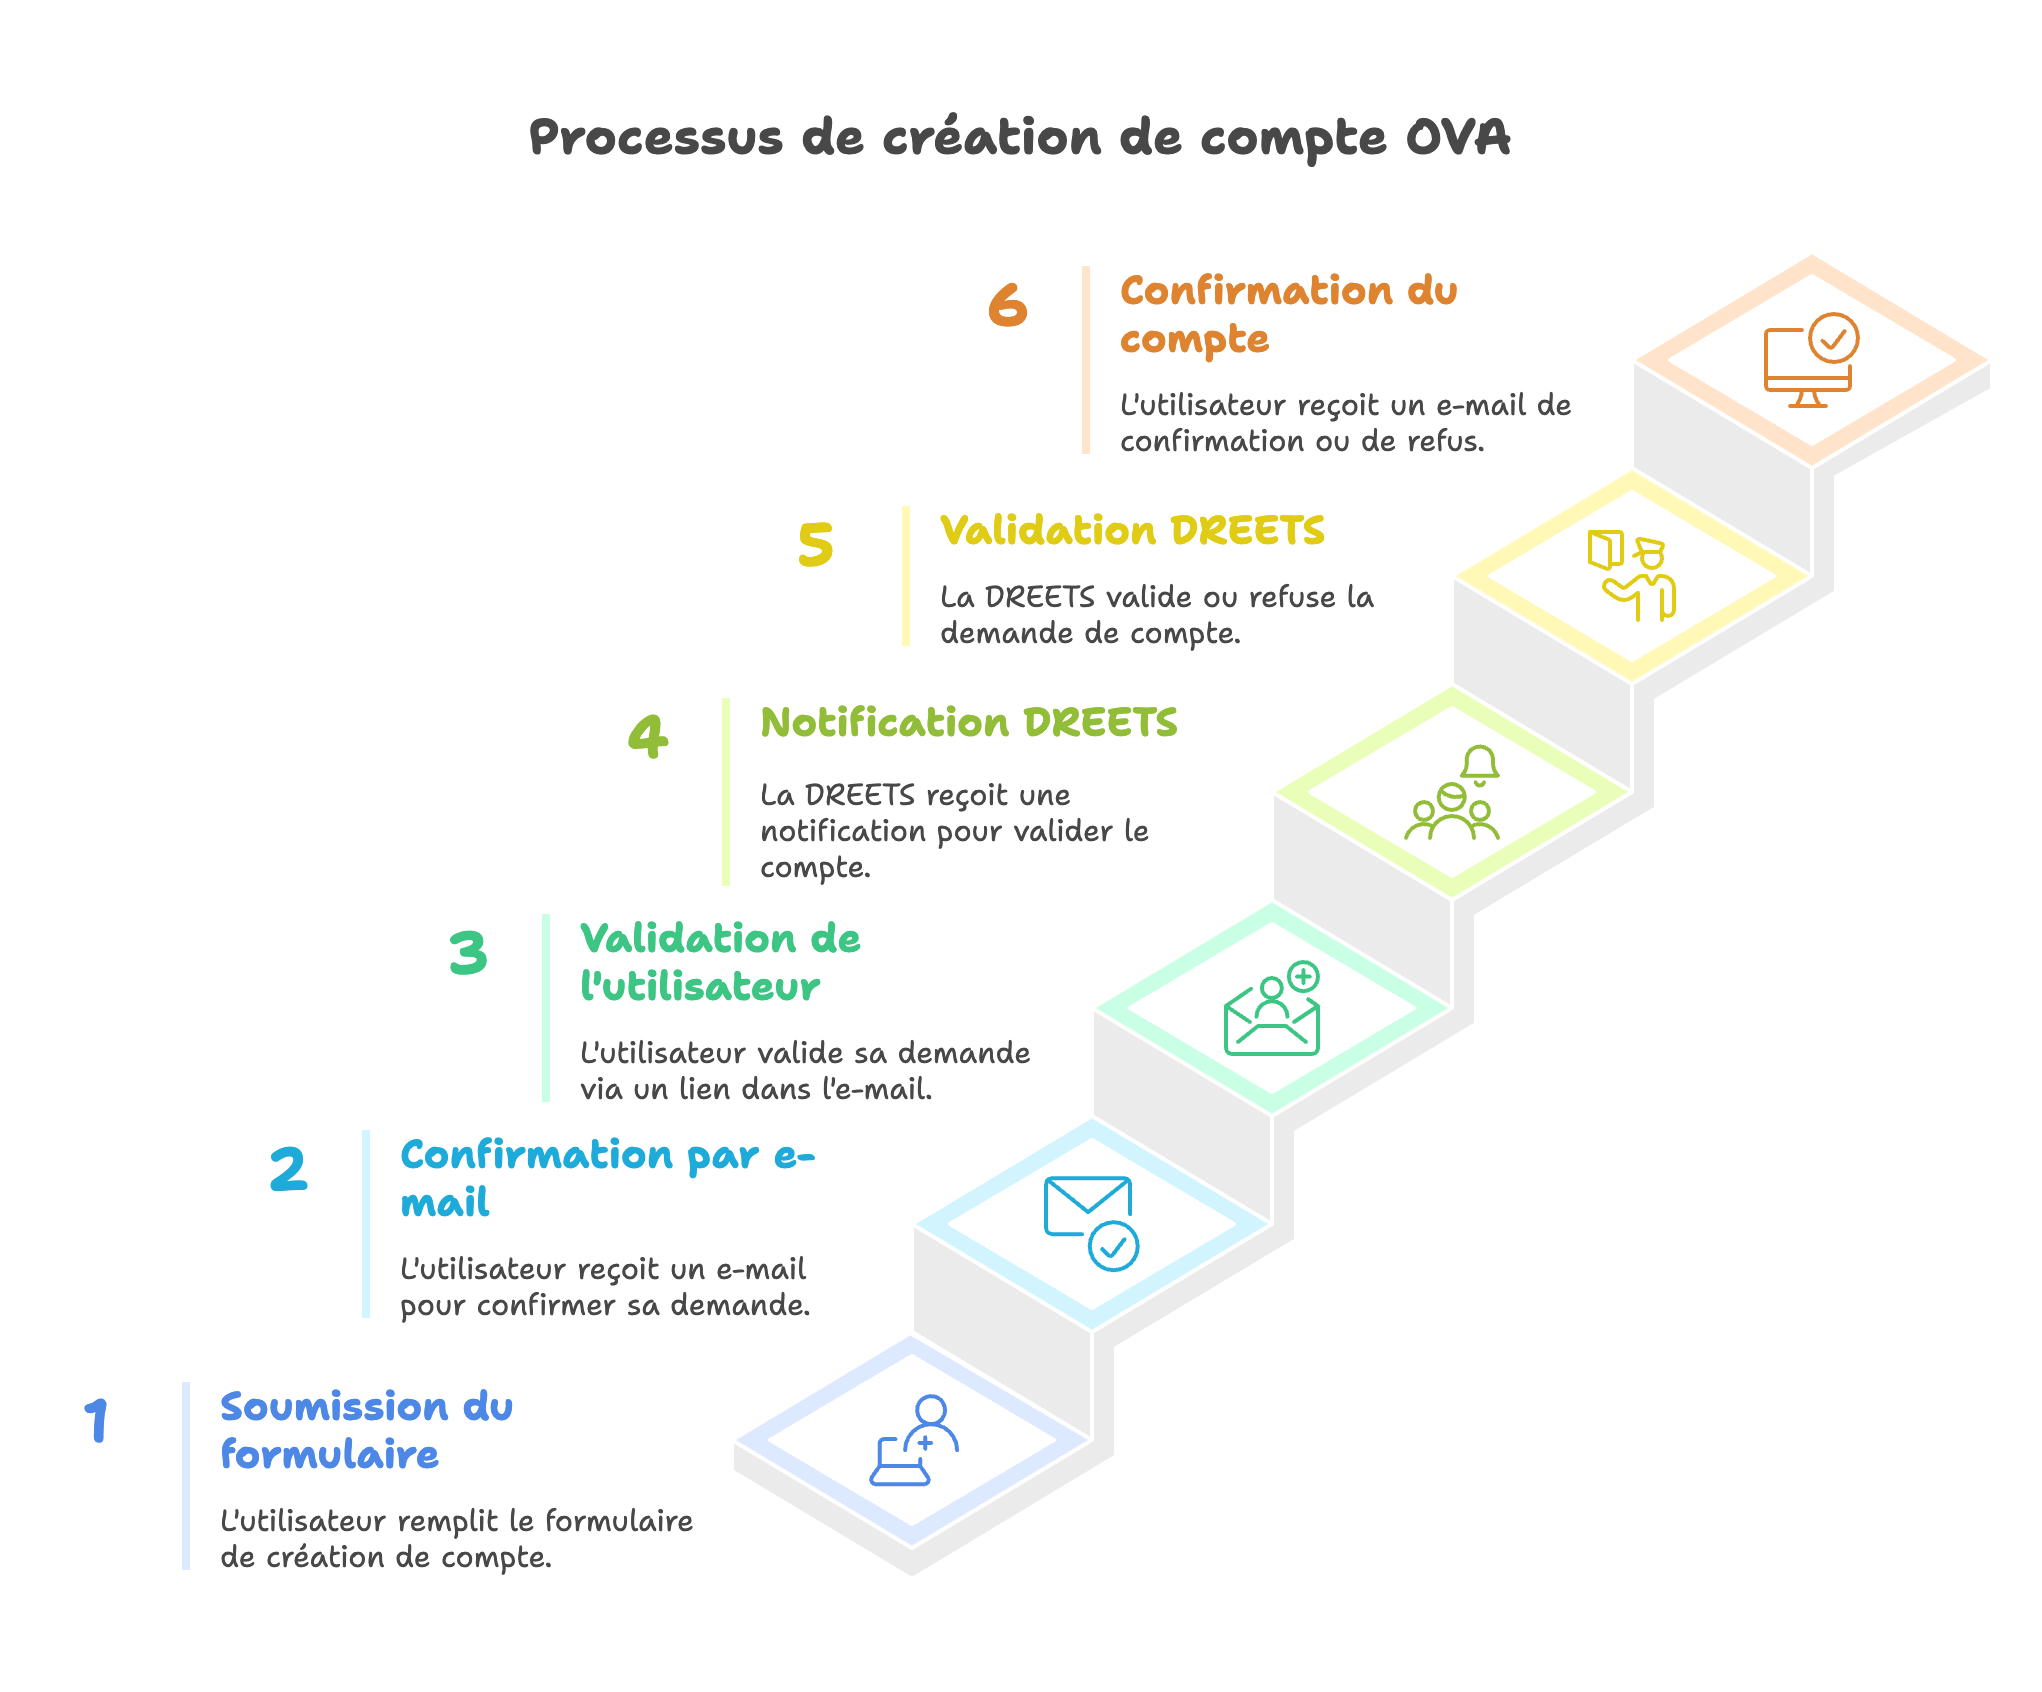 Processus de création de compte OVA
6
Confirmation du
compte
L'utilisateur reçoit un e-mail de
confirmation ou de refus.
5
Validation DREETS
La DREETS valide ou refuse la
demande de compte.
4
Notification DREETS
La DREETS reçoit une
notification pour valider le
compte.
3
Validation de
l'utilisateur
L'utilisateur valide sa demande
via un lien dans l'e-mail.
2
Confirmation par e-
mail
L'utilisateur reçoit un e-mail
pour confirmer sa demande.
1
Soumission du
formulaire
L'utilisateur remplit le formulaire
de création de compte.